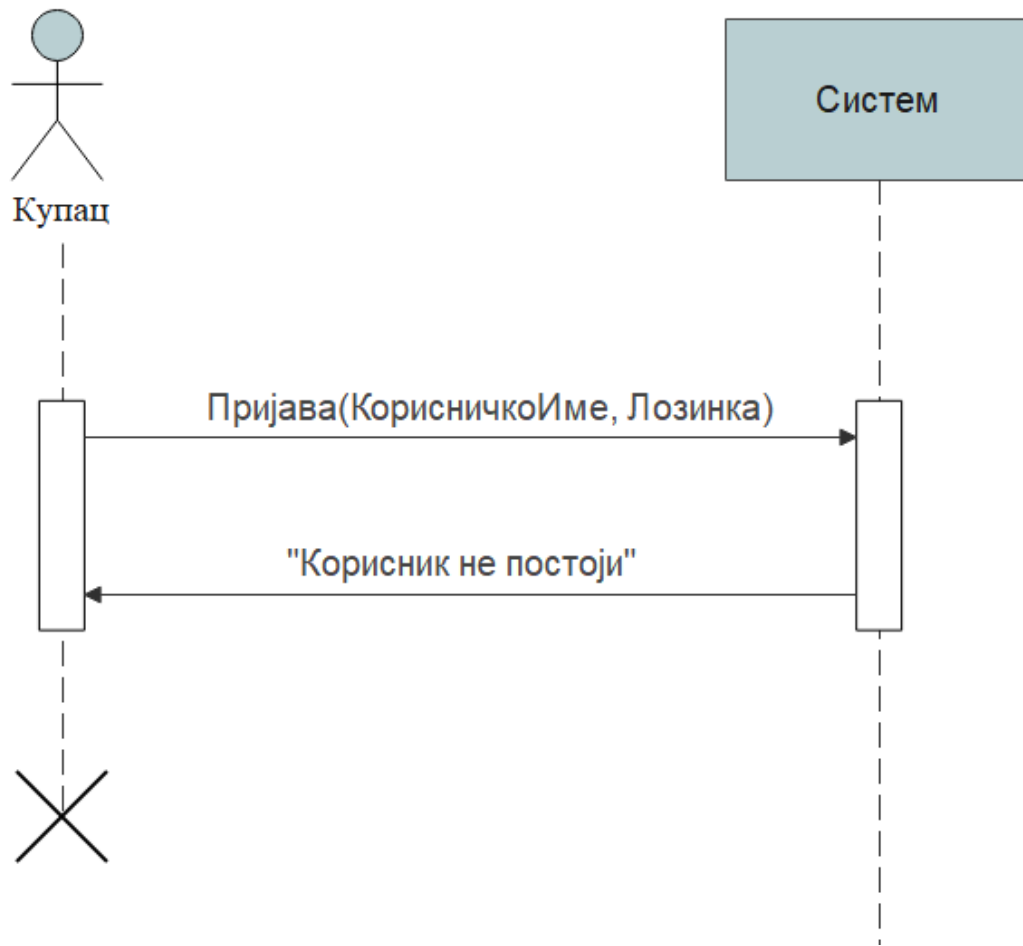 Систем
Купац
Пријава(КорисничкоИме, Лозинка)
"Корисник не постоји"